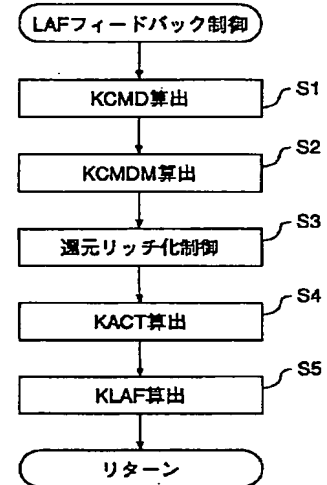 LAFフィードバック制御
KCMD算出
S1
KCMDM算出
S2
還元リッチ化制御
S3
KACT算出
S4
KLAF算出
S5
リターン